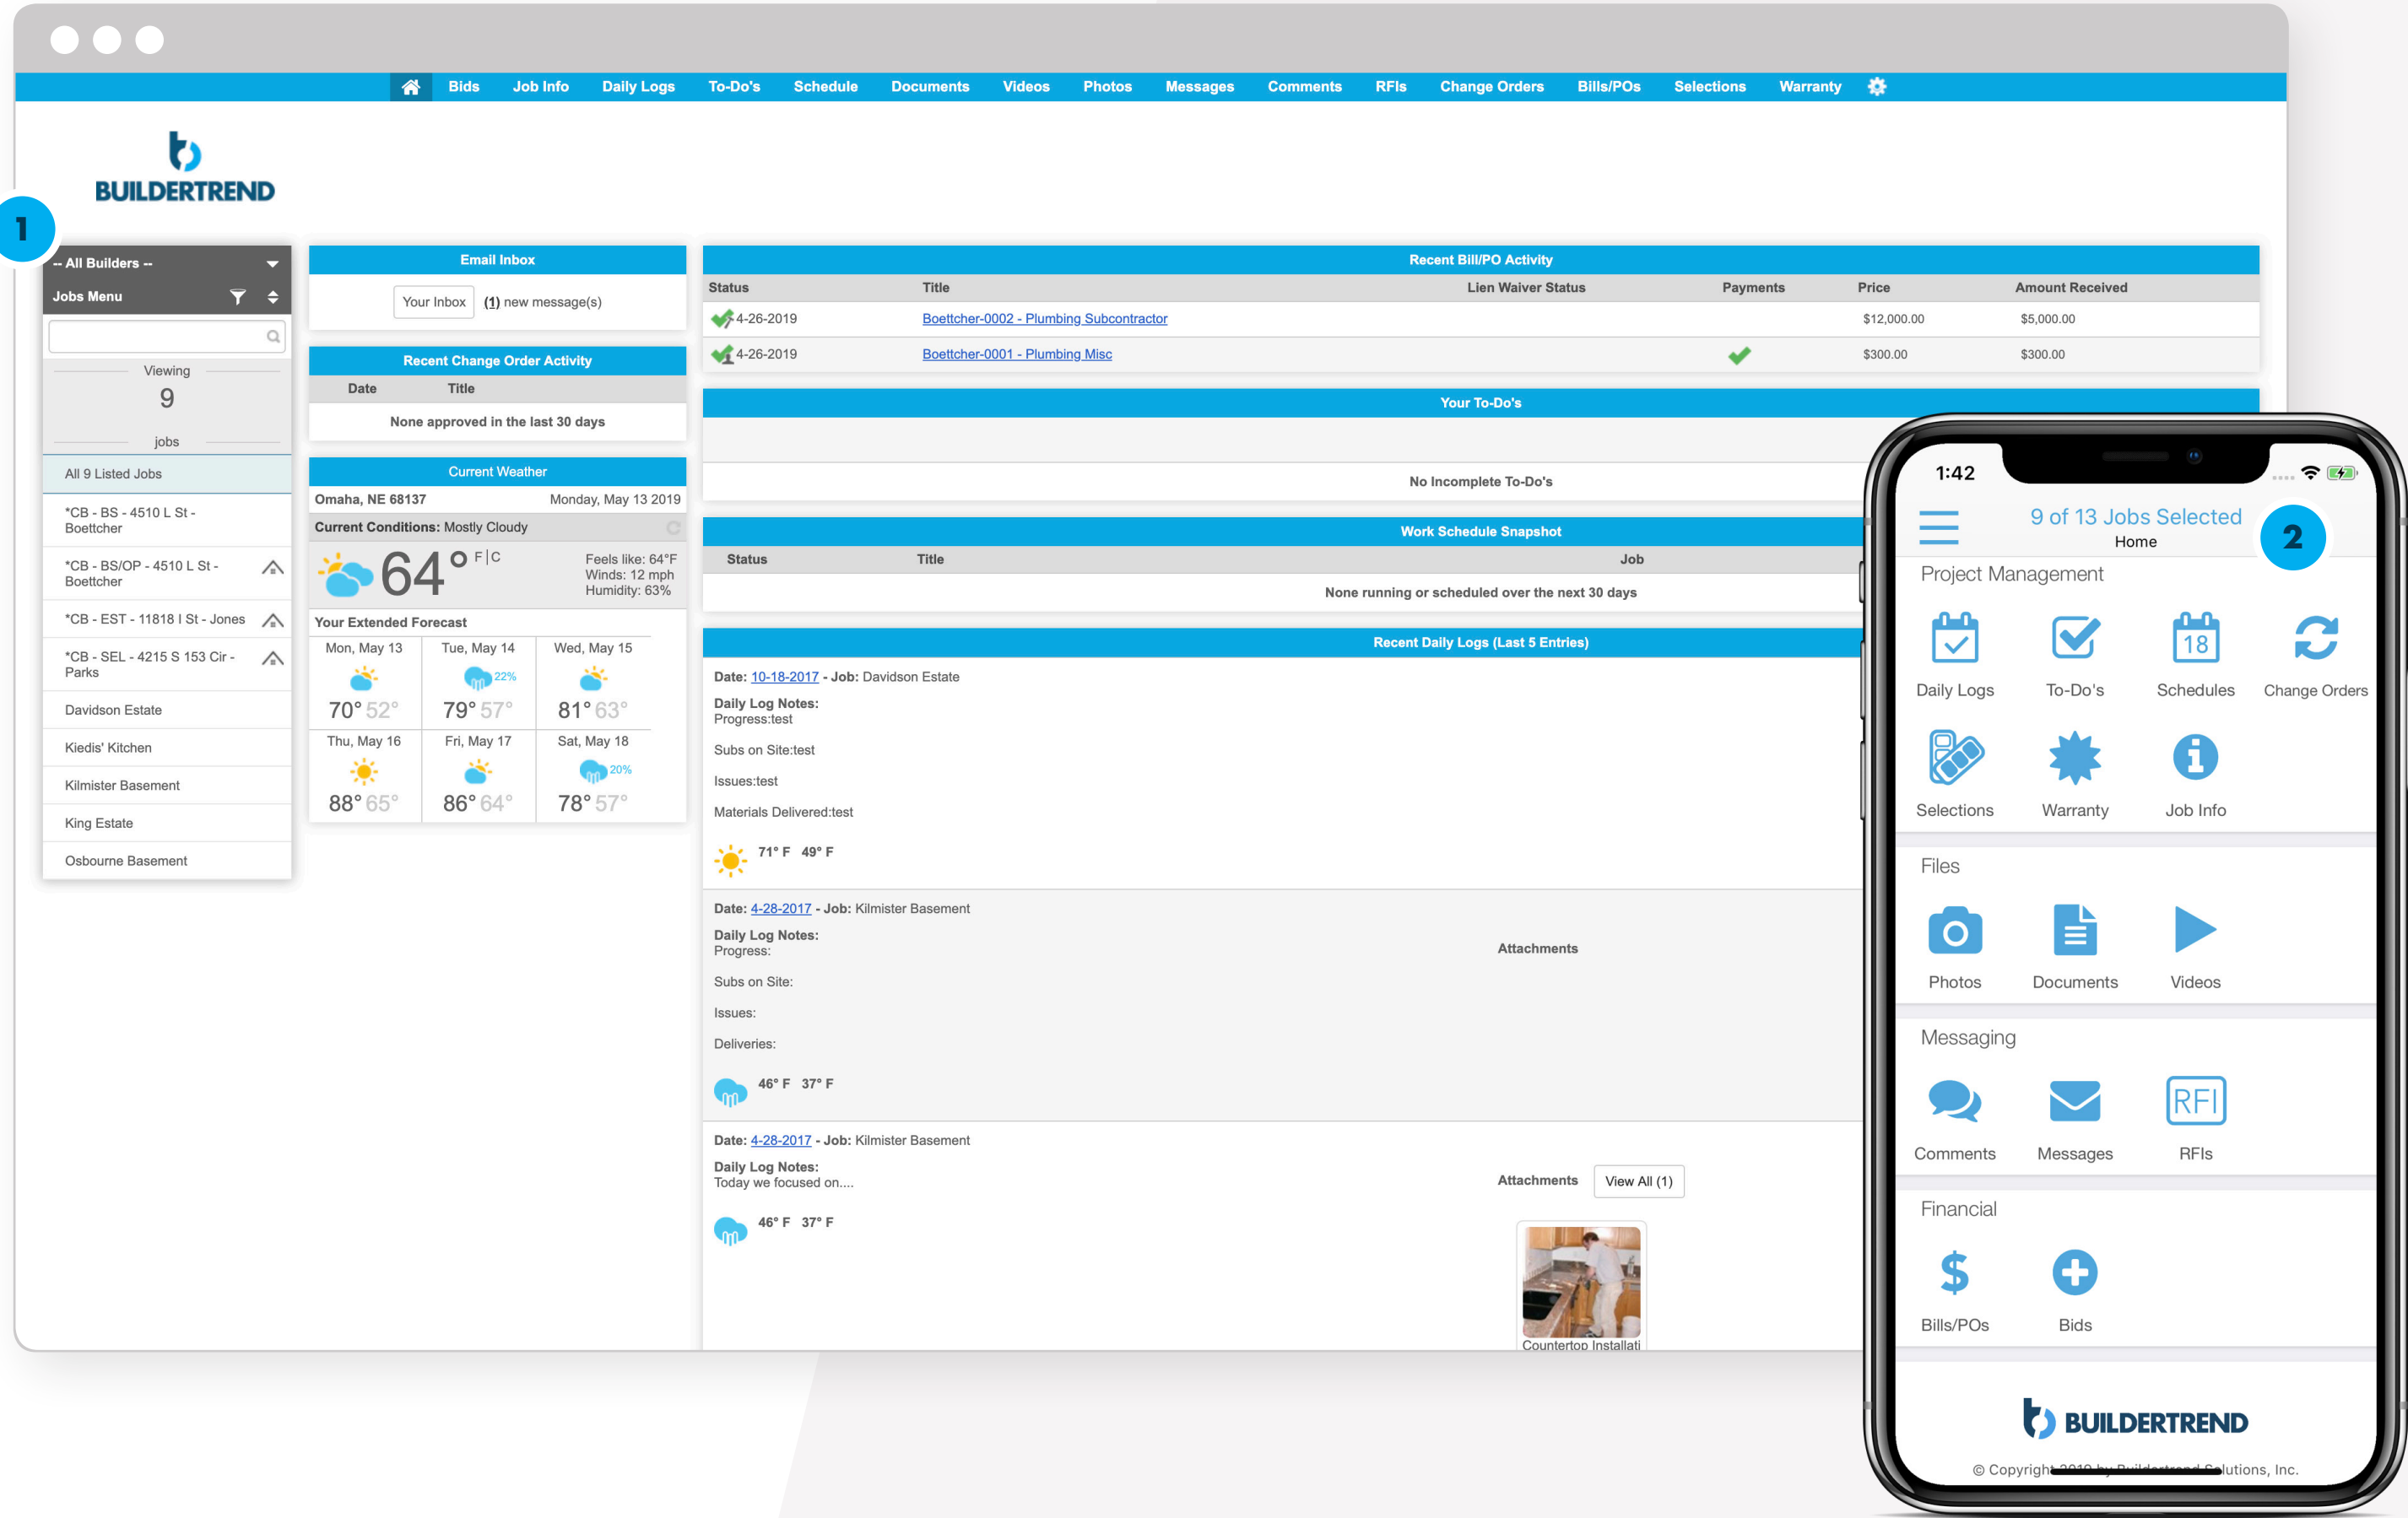 Bids Job Info Daily Logs To-Do's Schedule Documents Videos Photos Messages Comments RFIs Change Orders Bills/POs Selections Warranty
BUILDERTREND
1
-- All Builders --
Jobs Menu
Viewing
9
jobs
All 9 Listed Jobs
*CB - BS - 4510 L St -
Boettcher
*CB - BS/OP - 4510 L St -
Boettcher
*CB - EST - 11818 I St - Jones
*CB - SEL - 4215 S 153 Cir -
Parks
Davidson Estate
Kiedis' Kitchen
Kilmister Basement
King Estate
Osbourne Basement
Email Inbox
Your Inbox (1) new message(s)
Recent Change Order Activity
Date Title
None approved in the last 30 days
Current Weather
Omaha, NE 68137 Monday, May 13 2019
Current Conditions: Mostly Cloudy
64° F|C
Feels like: 64°F
Winds: 12 mph
Humidity: 63%
Your Extended Forecast
Mon, May 13 Tue, May 14 Wed, May 15
22%
70° 52° 79° 57° 81° 63°
Thu, May 16 Fri, May 17 Sat, May 18
20%
88° 65° 86° 64° 78° 57°
Recent Bill/PO Activity
Status Title Lien Waiver Status Payments Price Amount Received
4-26-2019 Boettcher-0002 - Plumbing Subcontractor $12,000.00 $5,000.00
4-26-2019 Boettcher-0001 - Plumbing Misc $300.00 $300.00
Your To-Do's
No Incomplete To-Do's
Work Schedule Snapshot
Status Title Job
None running or scheduled over the next 30 days
Recent Daily Logs (Last 5 Entries)
Date: 10-18-2017 - Job: Davidson Estate
Daily Log Notes:
Progress:test
Subs on Site:test
Issues:test
Materials Delivered:test
71° F 49° F
Date: 4-28-2017 - Job: Kilmister Basement
Daily Log Notes:
Progress:
Attachments
Subs on Site:
Issues:
Deliveries:
46° F 37° F
Date: 4-28-2017 - Job: Kilmister Basement
Daily Log Notes:
Today we focused on....
Attachments View All (1)
46° F 37° F
Countertop Installati
1:42
9 of 13 Jobs Selected
Home
2
Project Management
18
Daily Logs To-Do's Schedules Change Orders
Selections Warranty Job Info
Files
Photos Documents Videos
Messaging
RFI
Comments Messages RFIs
Financial
$
Bills/POs Bids
BUILDERTREND
© Copyright 2019 by Buildertrend Solutions, Inc.